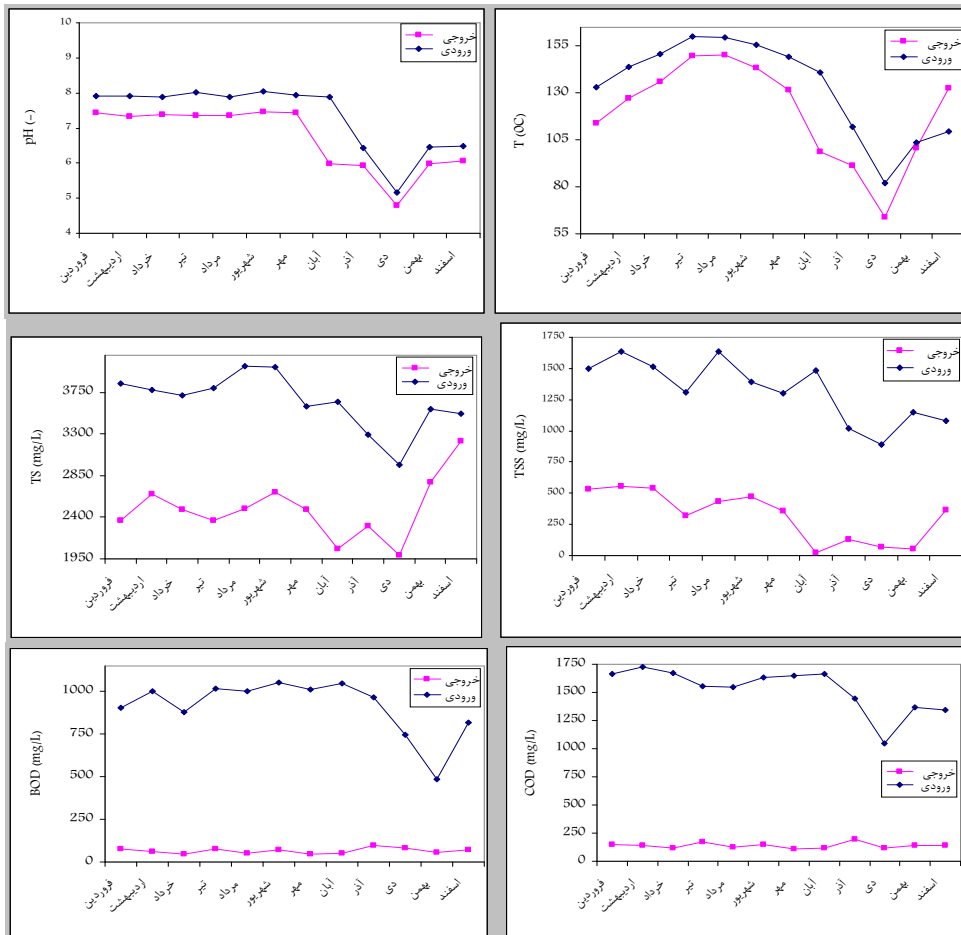 pH (-)
10
9
8
7
6
5
4
خروجی
ورودی
فروردین
اردیبهشت
خرداد
تیر
مرداد
شهریور
مهر
آبان
آذر
دی
بهمن
اسفند
T (0C)
155
130
105
80
55
خروجی
ورودی
فروردین
اردیبهشت
خرداد
تیر
مرداد
شهریور
مهر
آبان
آذر
دی
بهمن
اسفند
TS (mg/L)
3750
3300
2850
2400
1950
خروجی
ورودی
فروردین
اردیبهشت
خرداد
تیر
مرداد
شهریور
مهر
آبان
آذر
دی
بهمن
اسفند
TSS (mg/L)
1750
1500
1250
1000
750
500
250
0
خروجی
ورودی
فروردین
اردیبهشت
خرداد
تیر
مرداد
شهریور
مهر
آبان
آذر
دی
بهمن
اسفند
BOD (mg/L)
1000
750
500
250
0
خروجی
ورودی
فروردین
اردیبهشت
خرداد
تیر
مرداد
شهریور
مهر
آبان
آذر
دی
بهمن
اسفند
COD (mg/L)
1750
1500
1250
1000
750
500
250
0
خروجی
ورودی
فروردین
اردیبهشت
خرداد
تیر
مرداد
شهریور
مهر
آبان
آذر
دی
بهمن
اسفند